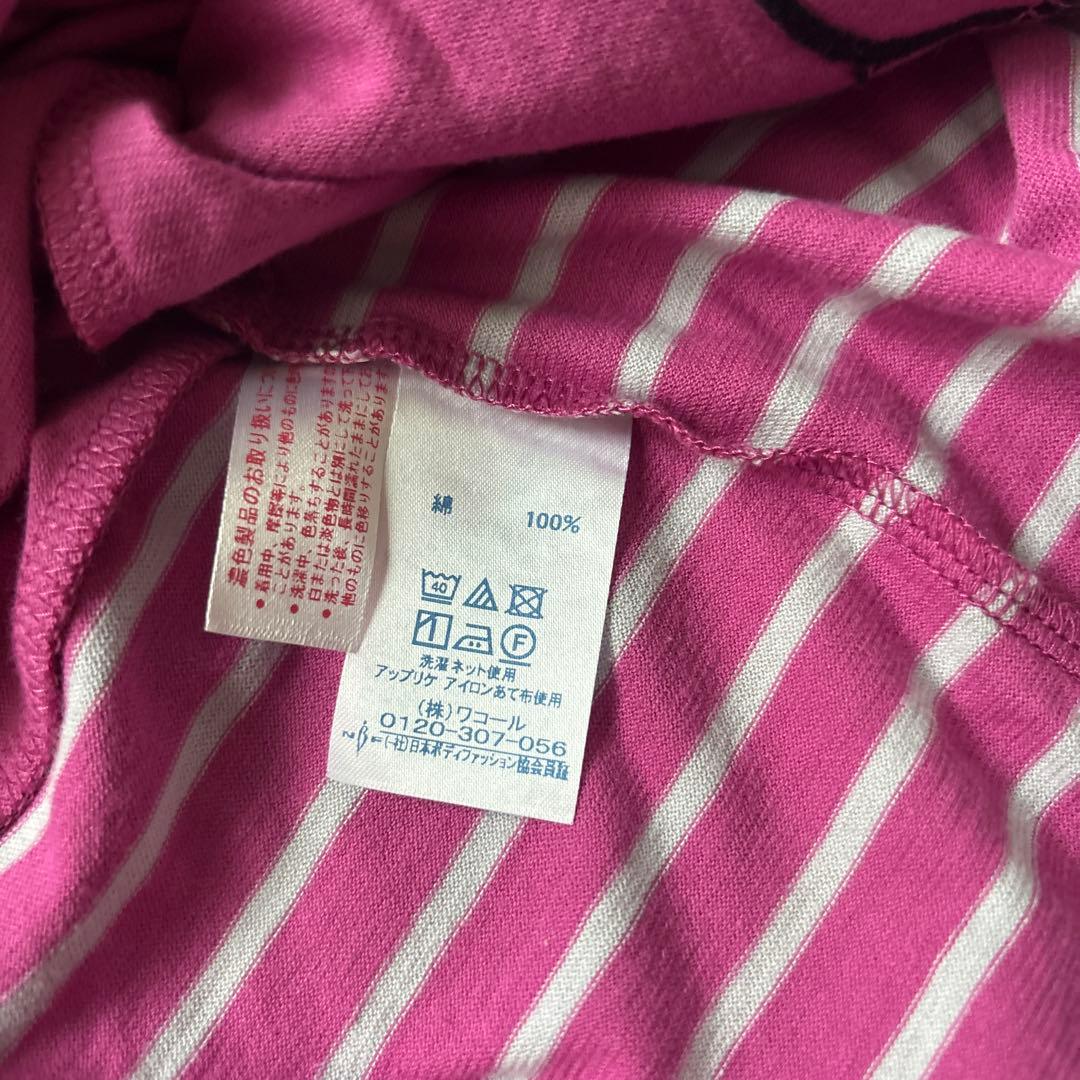 濃色製品のお取り扱いにつ
●着用中、摩擦等により他のものに色
ことがあります。
●洗濯中、色落ちすることがあります
白または淡色物とは別にして洗って
●洗った後、長時間濡れたままにして
他のものに色移りすることがあります
綿 100%
40
F
洗濯ネット使用
アップリケ アイロンあて布使用
(株)ワコール
0120-307-056
(一社)日本ボディファッション協会